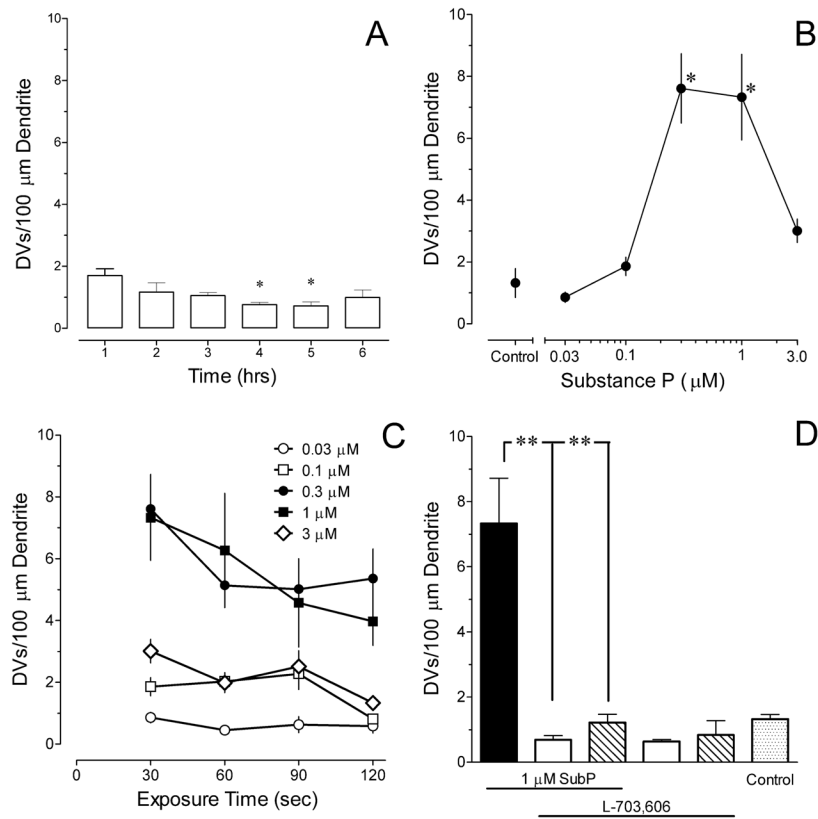 A
DVs/100 μm Dendrite
10
8
6
4
2
0
* *
1 2 3 4 5 6
Time (hrs)
B
DVs/100 μm Dendrite
10
8
6
4
2
0
* *
Control 0.03 0.1 1 3.0
Substance P (μM)
C
DVs/100 μm Dendrite
10
8
6
4
2
0
0.03 μM
0.1 μM
0.3 μM
1 μM
3 μM
0 30 60 90 120
Exposure Time (sec)
D
DVs/100 μm Dendrite
10
8
6
4
2
0
** **
1 μM SubP Control
L-703,606